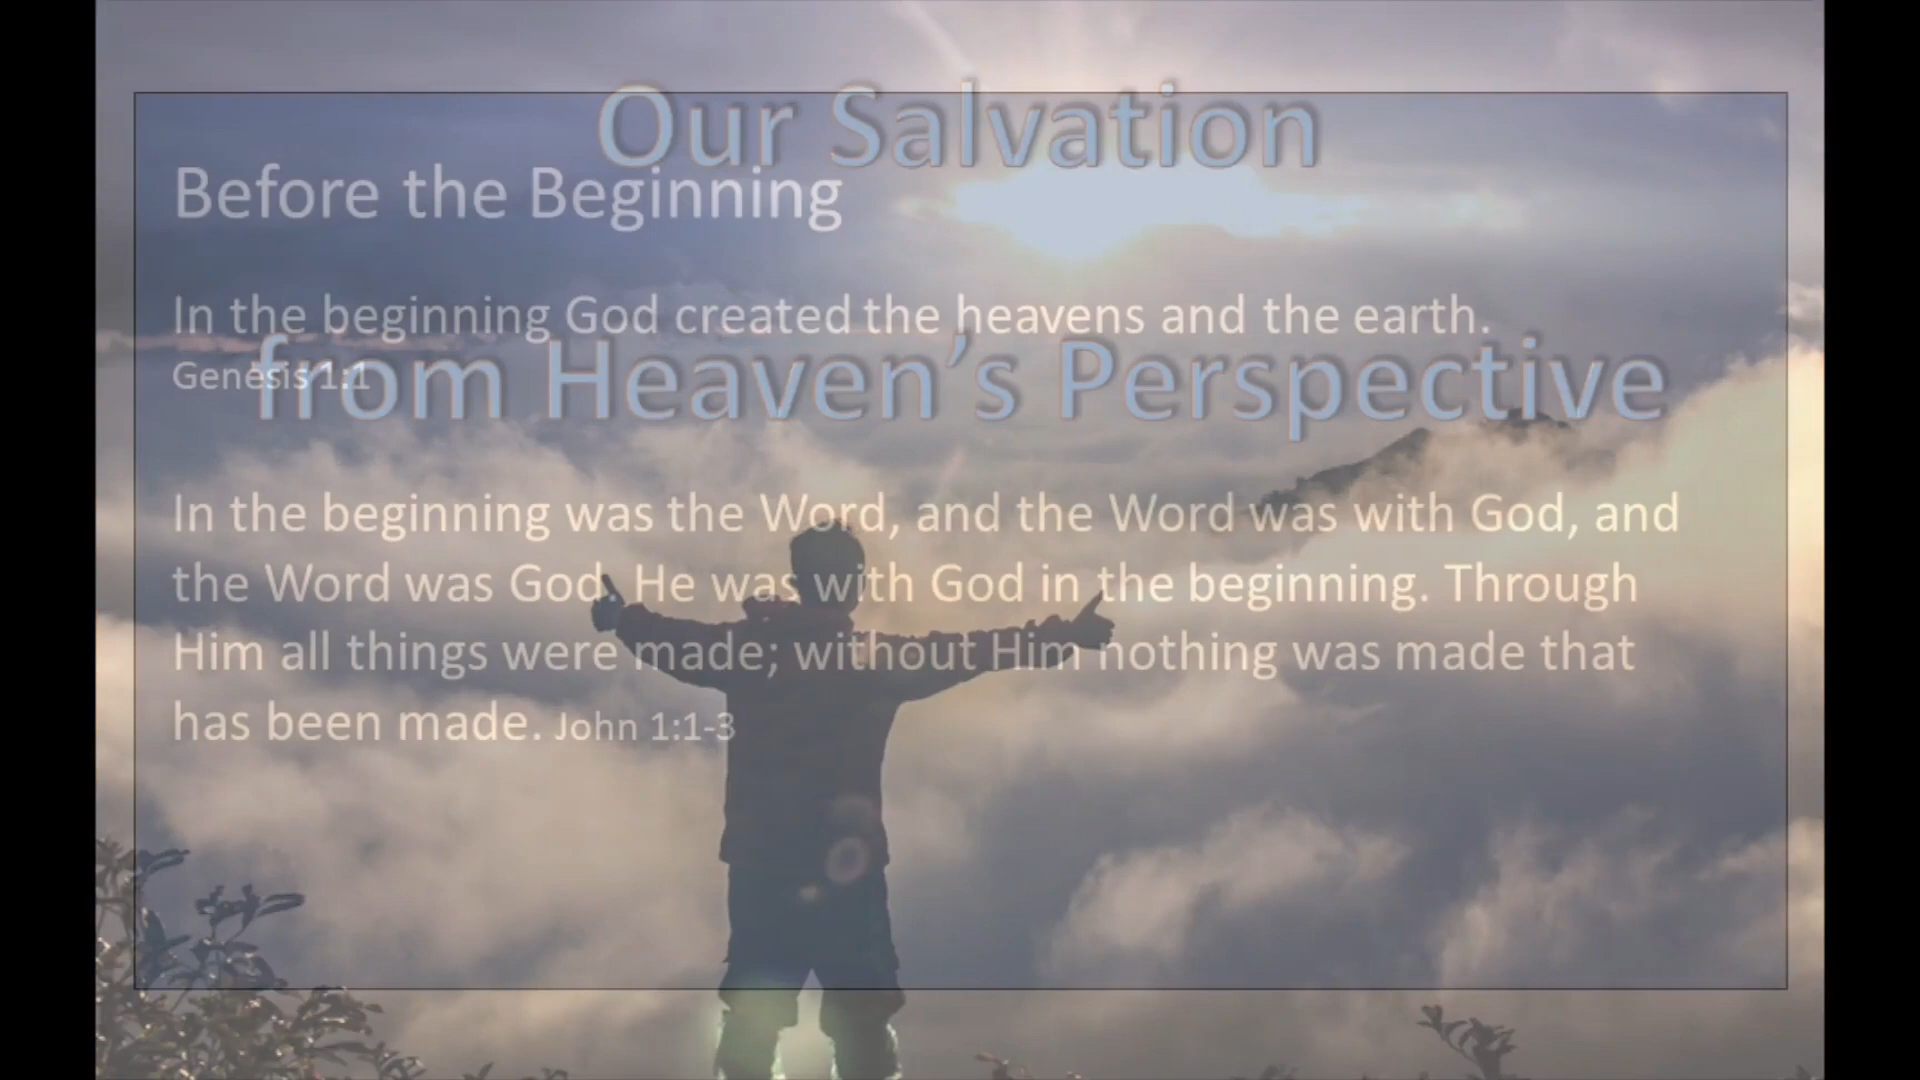 Our Salvation
Before the Beginning
In the beginning God created the heavens and the earth.
Genesis 1:1
from Heaven’s Perspective
In the beginning was the Word, and the Word was with God, and
the Word was God. He was with God in the beginning. Through
Him all things were made; without Him nothing was made that
has been made. John 1:1-3